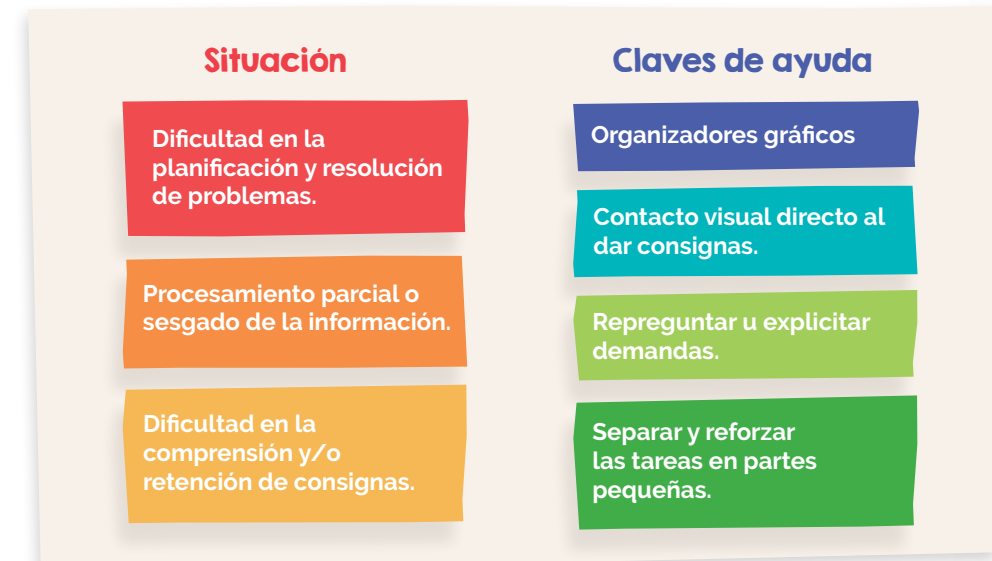 Situación
Dificultad en la
planificación y resolución
de problemas.
Procesamiento parcial o
sesgado de la información.
Dificultad en la
comprensión y/o
retención de consignas.
Claves de ayuda
Organizadores gráficos
Contacto visual directo al
dar consignas.
Repreguntar u explicitar
demandas.
Separar y reforzar
las tareas en partes
pequeñas.